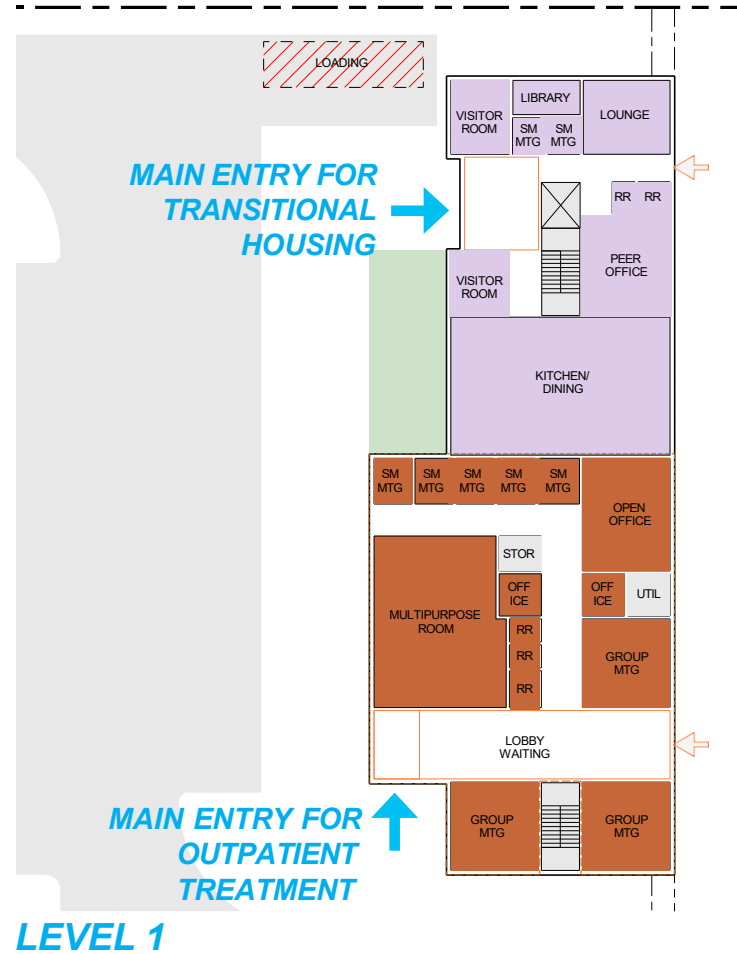 LOADING
VISITOR
ROOM
LIBRARY
SM
MTG
SM
MTG
LOUNGE
MAIN ENTRY FOR
TRANSITIONAL
HOUSING
RR
RR
PEER
OFFICE
VISITOR
ROOM
KITCHEN/
DINING
SM
MTG
SM
MTG
SM
MTG
SM
MTG
SM
MTG
OPEN
OFFICE
STOR
OFF
ICE
OFF
ICE
UTIL
MULTIPURPOSE
ROOM
RR
RR
RR
GROUP
MTG
LOBBY
WAITING
MAIN ENTRY FOR
OUTPATIENT
TREATMENT
GROUP
MTG
GROUP
MTG
LEVEL 1